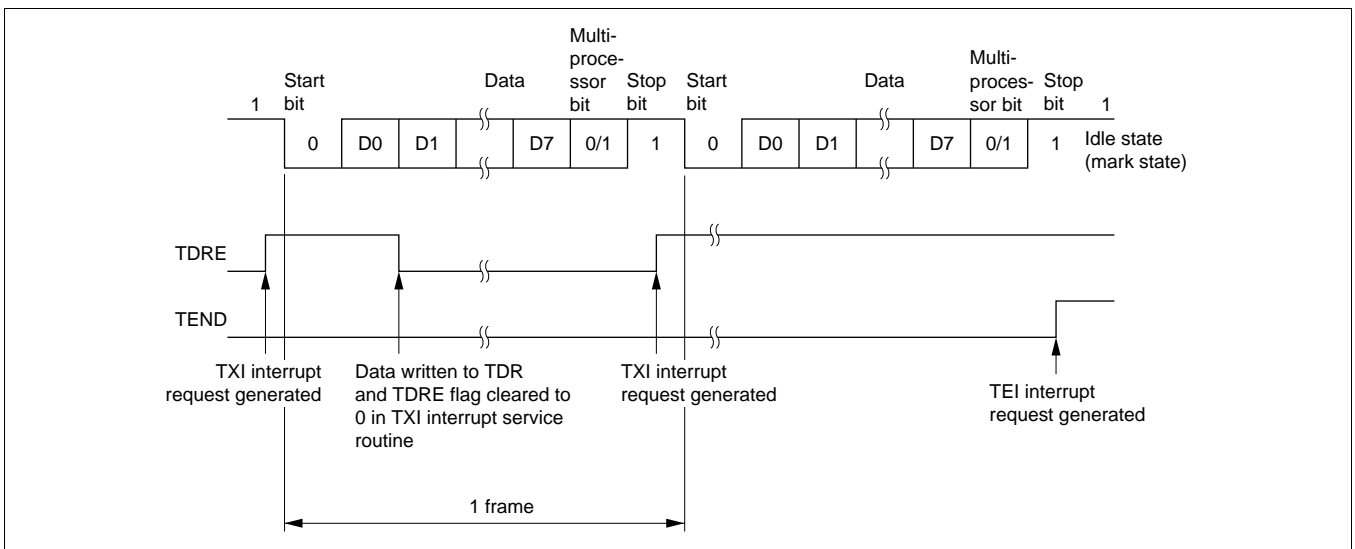 Multi-
proce-
ssor
bit
Start
bit
Data
Stop
bit
Start
bit
Data
Multi-
proces-
sor bit
Stop
bit
1
1
0 D0 D1 D7 0/1 1 0 D0 D1 D7 0/1 1
Idle state
(mark state)
TDRE
TEND
TXI interrupt
request generated
Data written to TDR
and TDRE flag cleared to
0 in TXI interrupt service
routine
TXI interrupt
request generated
TEI interrupt
request generated
1 frame